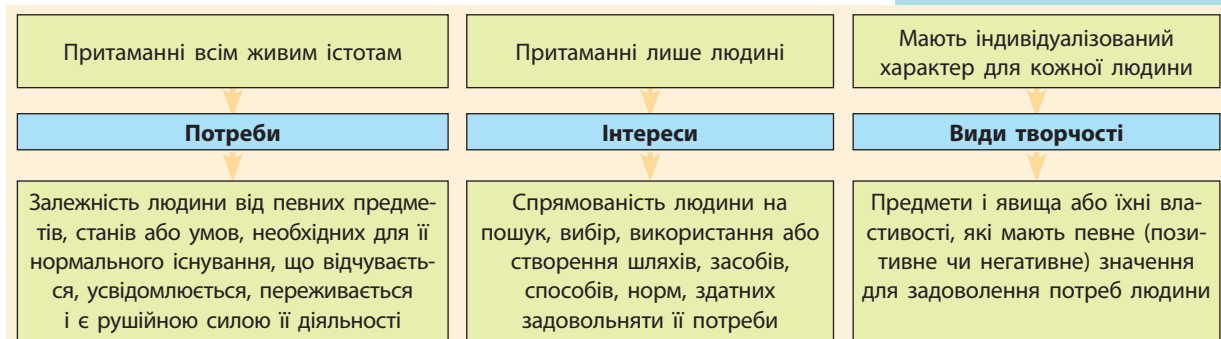 Притаманні всім живим істотам
Потреби
Залежність людини від певних предме-
тів, станів або умов, необхідних для її
нормального існування, що відчуваєть-
ся, усвідомлюється, переживається
і є рушійною силою її діяльності
Притаманні лише людині
Інтереси
Спрямованість людини на
пошук, вибір, використання або
створення шляхів, засобів,
способів, норм, здатних
задовольняти її потреби
Мають індивідуалізований
характер для кожної людини
Види творчості
Предмети і явища або їхні вла-
стивості, які мають певне (пози-
тивне чи негативне) значення
для задоволення потреб людини